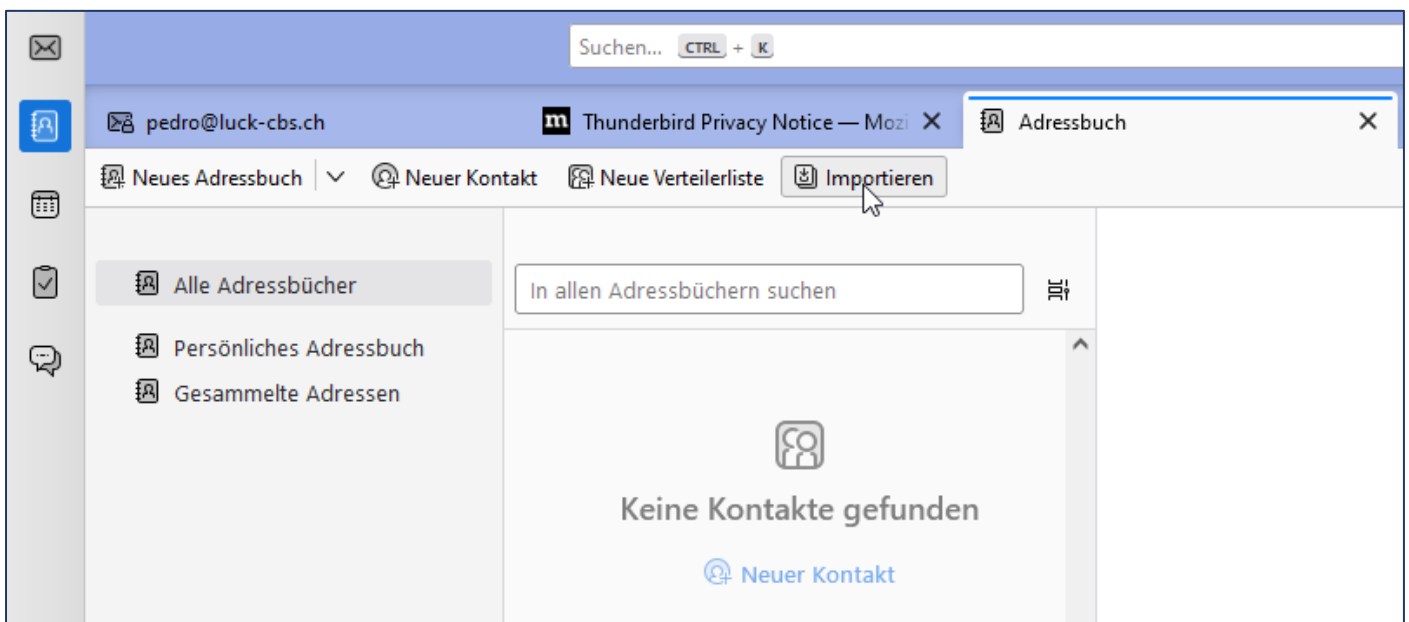 Suchen... CTRL + K
pedro@luck-cbs.ch
m Thunderbird Privacy Notice — Mozi
Adressbuch
Neues Adressbuch
Neuer Kontakt
Neue Verteilerliste
Importieren
Alle Adressbücher
Persönliches Adressbuch
Gesammelte Adressen
In allen Adressbüchern suchen
Keine Kontakte gefunden
Neuer Kontakt